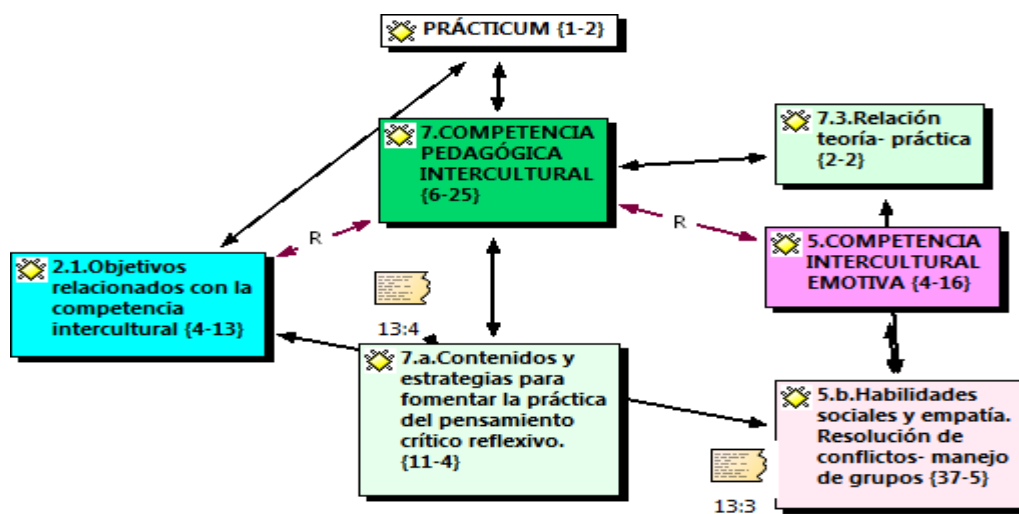 PRÁCTICUM {1-2}
7.COMPETENCIA
PEDAGÓGICA
INTERCULTURAL
{6-25}
7.3.Relación
teoría- práctica
{2-2}
R
R
5.COMPETENCIA
INTERCULTURAL
EMOTIVA {4-16}
2.1.Objetivos
relacionados con la
competencia
intercultural {4-13}
13:4
7.a.Contenidos y
estrategias para
fomentar la práctica
del pensamiento
crítico reflexivo.
{11-4}
5.b.Habilidades
sociales y empatía.
Resolución de
conflictos- manejo
de grupos {37-5}
13:3